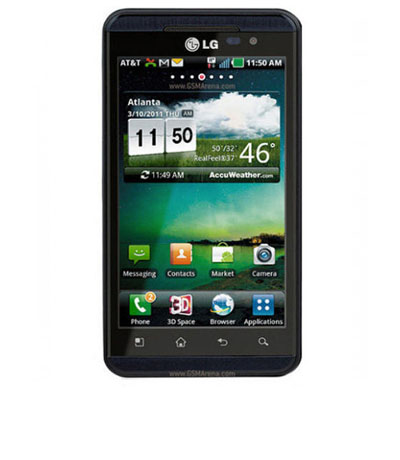 LG
AT&T 11:50 AM
www.GSMArena.com
Atlanta
3/10/2011 THU AM
11 50
50°/32°
RealFeel®37°
46°
11:49 AM AccuWeather.com
Messaging Contacts Market Camera
2
3D
Phone 3D Space Browser Applications
www.GSMArena.com